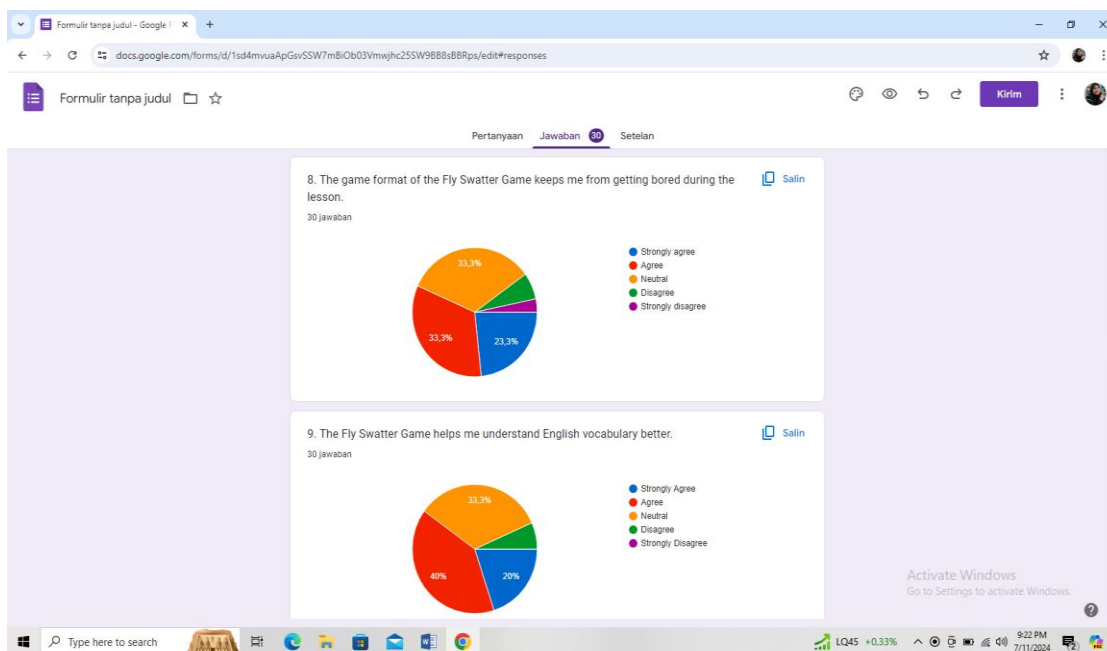 Formulir tanpa judul - Google F
docs.google.com/forms/d/1sd4mvuaApGsvSSW7mBiOb03Vmwjhc25SW9BB8sBBRps/edit#responses
Formulir tanpa judul
Kirim
Pertanyaan Jawaban 30 Setelan
8. The game format of the Fly Swatter Game keeps me from getting bored during the
lesson.
Salin
30 jawaban
Strongly agree
Agree
Neutral
Disagree
Strongly disagree
33,3%
33,3%
23,3%
9. The Fly Swatter Game helps me understand English vocabulary better.
Salin
30 jawaban
Strongly Agree
Agree
Neutral
Disagree
Strongly Disagree
33,3%
40%
20%
Activate Windows
Go to Settings to activate Windows.
Type here to search
LQ45 +0,33%
9:22 PM
7/11/2024